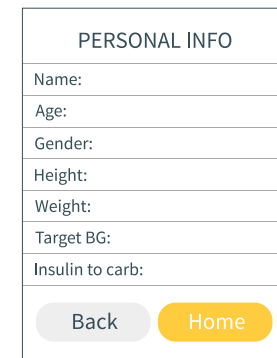 PERSONAL INFO
Name:
Age:
Gender:
Height:
Weight:
Target BG:
Insulin to carb:
Back Home